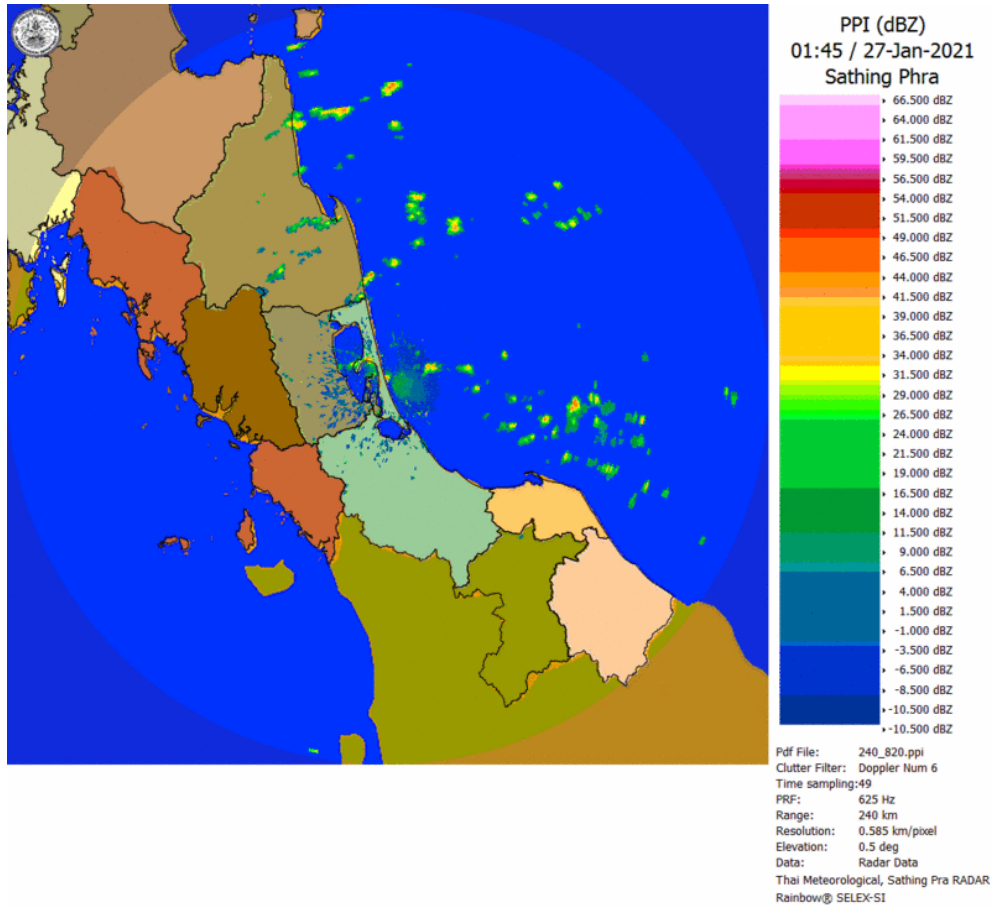 PPI (dBZ)
01:45 / 27-Jan-2021
Sathing Phra
66.500 dBZ
64.000 dBZ
61.500 dBZ
59.500 dBZ
56.500 dBZ
54.000 dBZ
51.500 dBZ
49.000 dBZ
46.500 dBZ
44.000 dBZ
41.500 dBZ
39.000 dBZ
36.500 dBZ
34.000 dBZ
31.500 dBZ
29.000 dBZ
26.500 dBZ
24.000 dBZ
21.500 dBZ
19.000 dBZ
16.500 dBZ
14.000 dBZ
11.500 dBZ
9.000 dBZ
6.500 dBZ
4.000 dBZ
1.500 dBZ
-1.000 dBZ
-3.500 dBZ
-6.500 dBZ
-8.500 dBZ
-10.500 dBZ
-10.500 dBZ
Pdf File: 240_820.ppi
Clutter Filter: Doppler Num 6
Time sampling:49
PRF: 625 Hz
Range: 240 km
Resolution: 0.585 km/pixel
Elevation: 0.5 deg
Data: Radar Data
Thai Meteorological, Sathing Pra RADAR
Rainbow® SELEX-SI